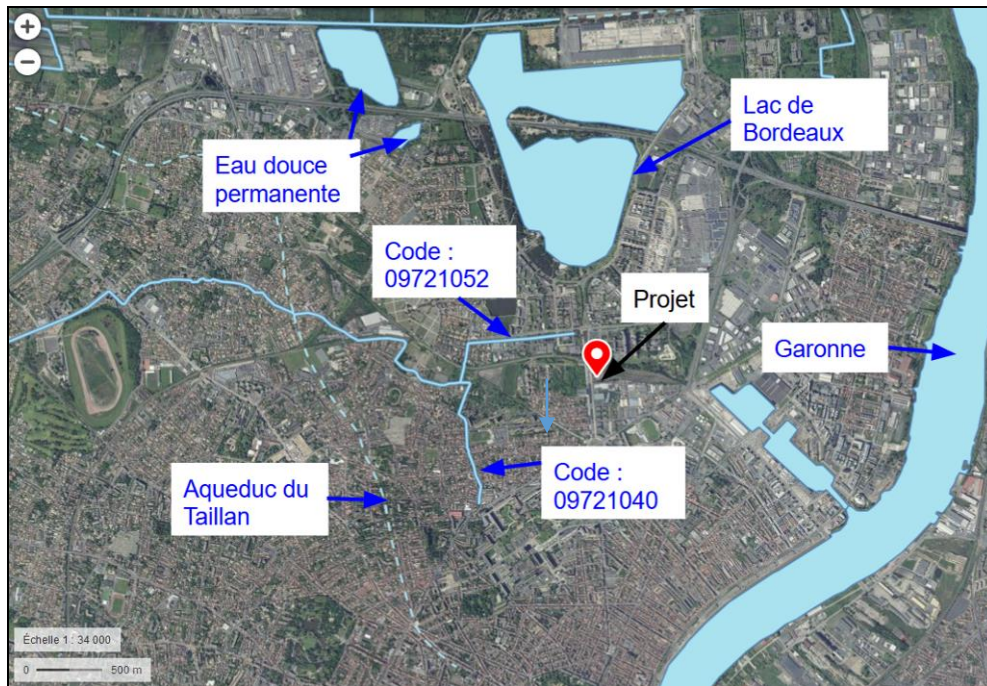 +
−
Lac de
Bordeaux
Eau douce
permanente
Code :
09721052
Projet
Garonne
Aqueduc du
Taillan
Code :
09721040
Échelle 1 : 34 000
0 500 m